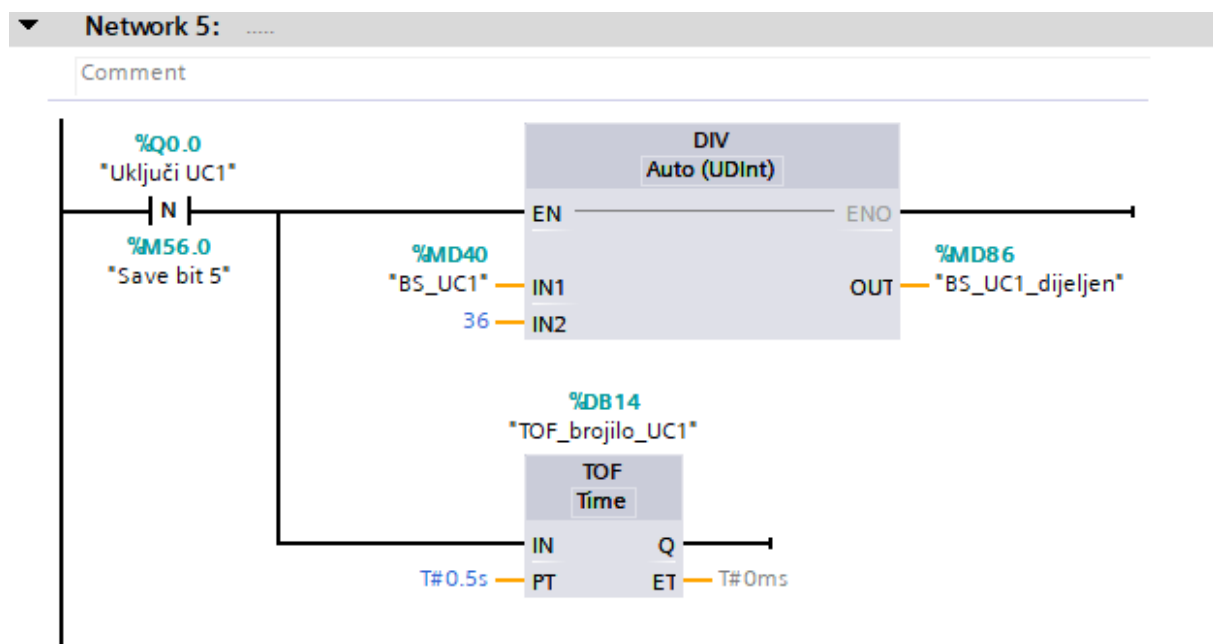 Network 5: .....
Comment
%Q0.0
"Uključi UC1"
N
%M56.0
"Save bit 5"
DIV
Auto (UDInt)
EN ENO
%MD40
"BS_UC1" IN1
36 IN2
%MD86
OUT "BS_UC1_dijeljen"
%DB14
"TOF_brojilo_UC1"
TOF
Time
IN Q
T#0.5s PT ET T#0ms